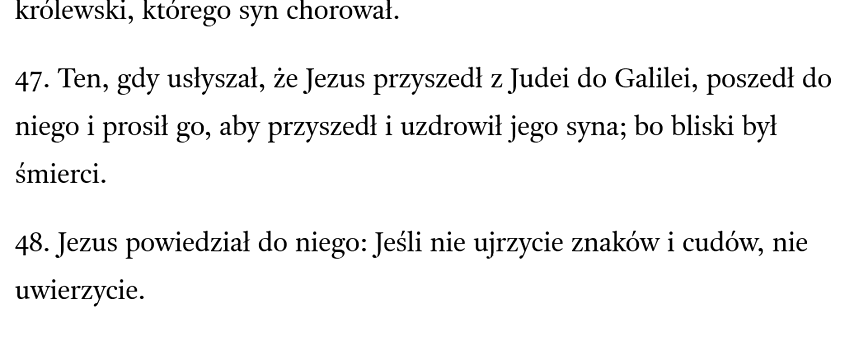 królewski, którego syn chorował.
47. Ten, gdy usłyszał, że Jezus przyszedł z Judei do Galilei, poszedł do
niego i prosił go, aby przyszedł i uzdrowił jego syna; bo bliski był
śmierci.
48. Jezus powiedział do niego: Jeśli nie ujrzycie znaków i cudów, nie
uwierzycie.